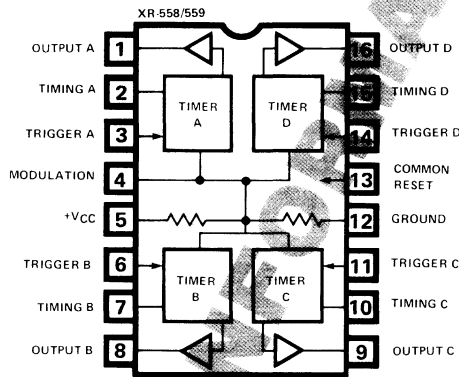 XR-558/559
OUTPUT A 1 16 OUTPUT D
TIMING A 2 15 TIMING D
TIMER A
TIMER D
TRIGGER A 3 14 TRIGGER D
MODULATION 4 13 COMMON RESET
+VCC 5 12 GROUND
TRIGGER B 6 11 TRIGGER C
TIMER B
TIMER C
TIMING B 7 10 TIMING C
OUTPUT B 8 9 OUTPUT C